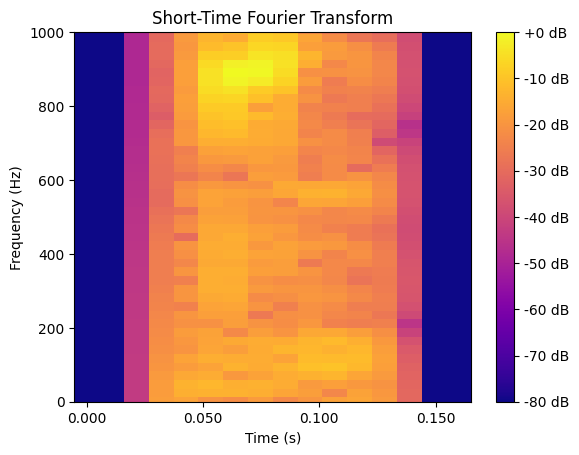 Short-Time Fourier Transform
1000
800
600
400
200
0
Frequency (Hz)
0.000
0.050
0.100
0.150
Time (s)
+0 dB
-10 dB
-20 dB
-30 dB
-40 dB
-50 dB
-60 dB
-70 dB
-80 dB